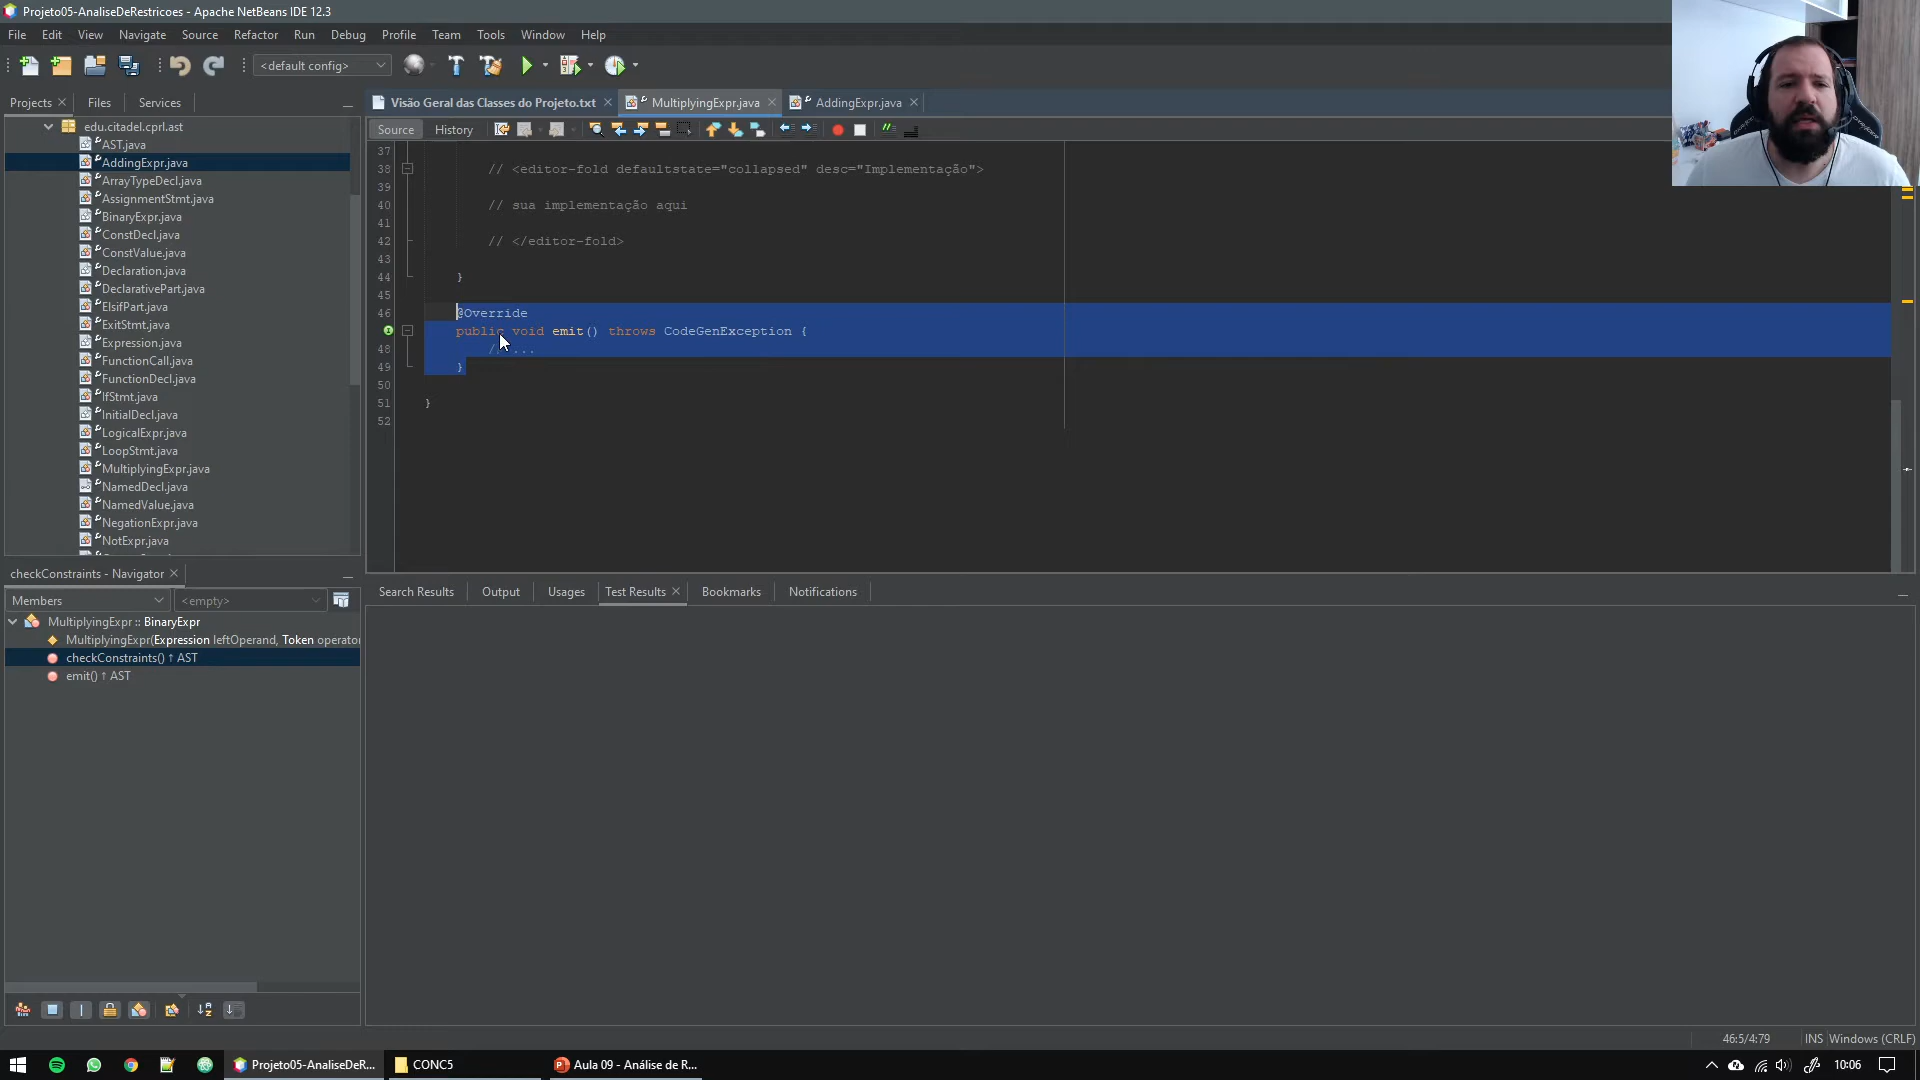 Projeto05-AnaliseDeRestricoes - Apache NetBeans IDE 12.3
File Edit View Navigate Source Refactor Run Debug Profile Team Tools Window Help
<default config>
Projects Files Services
edu.citadel.cprl.ast
AST.java
AddingExpr.java
ArrayTypeDecl.java
AssignmentStmt.java
BinaryExpr.java
ConstDecl.java
ConstValue.java
Declaration.java
DeclarativePart.java
ElsifPart.java
ExitStmt.java
Expression.java
FunctionCall.java
FunctionDecl.java
IfStmt.java
InitialDecl.java
LogicalExpr.java
LoopStmt.java
MultiplyingExpr.java
NamedDecl.java
NamedValue.java
NegationExpr.java
NotExpr.java
Visão Geral das Classes do Projeto.txt MultiplyingExpr.java AddingExpr.java
Source History
37
38 // <editor-fold defaultstate="collapsed" desc="Implementação">
39
40 // sua implementação aqui
41
42 // </editor-fold>
43
44 }
45
46 @Override
public void emit() throws CodeGenException {
48 // ...
49 }
50
51 }
52
checkConstraints - Navigator
Members <empty>
MultiplyingExpr :: BinaryExpr
MultiplyingExpr(Expression leftOperand, Token operator
checkConstraints() ↑ AST
emit() ↑ AST
Search Results Output Usages Test Results Bookmarks Notifications
46:5/4:79 INS Windows (CRLF)
Projeto05-AnaliseDeR... CONC5 Aula 09 - Análise de R... 10:06